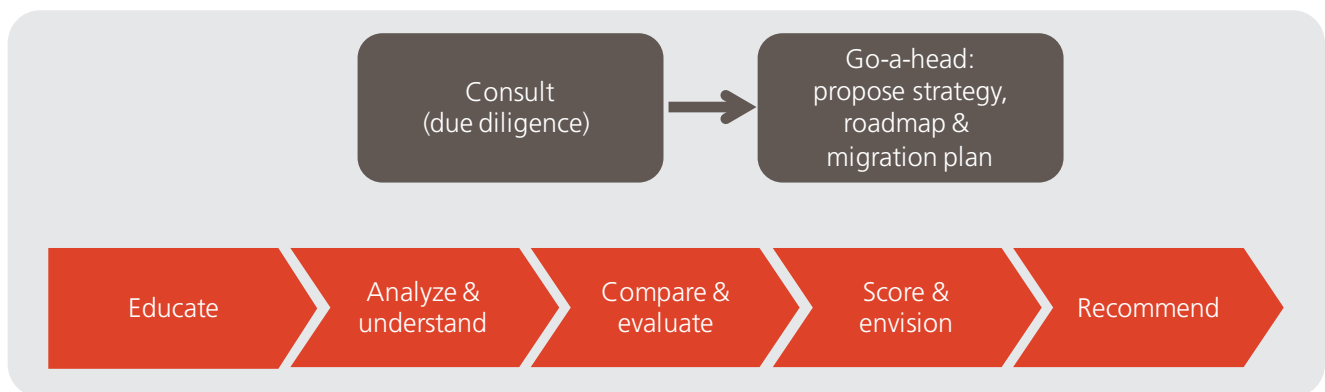 Consult
(due diligence)
Go-a-head:
propose strategy,
roadmap &
migration plan
Educate
Analyze &
understand
Compare &
evaluate
Score &
envision
Recommend